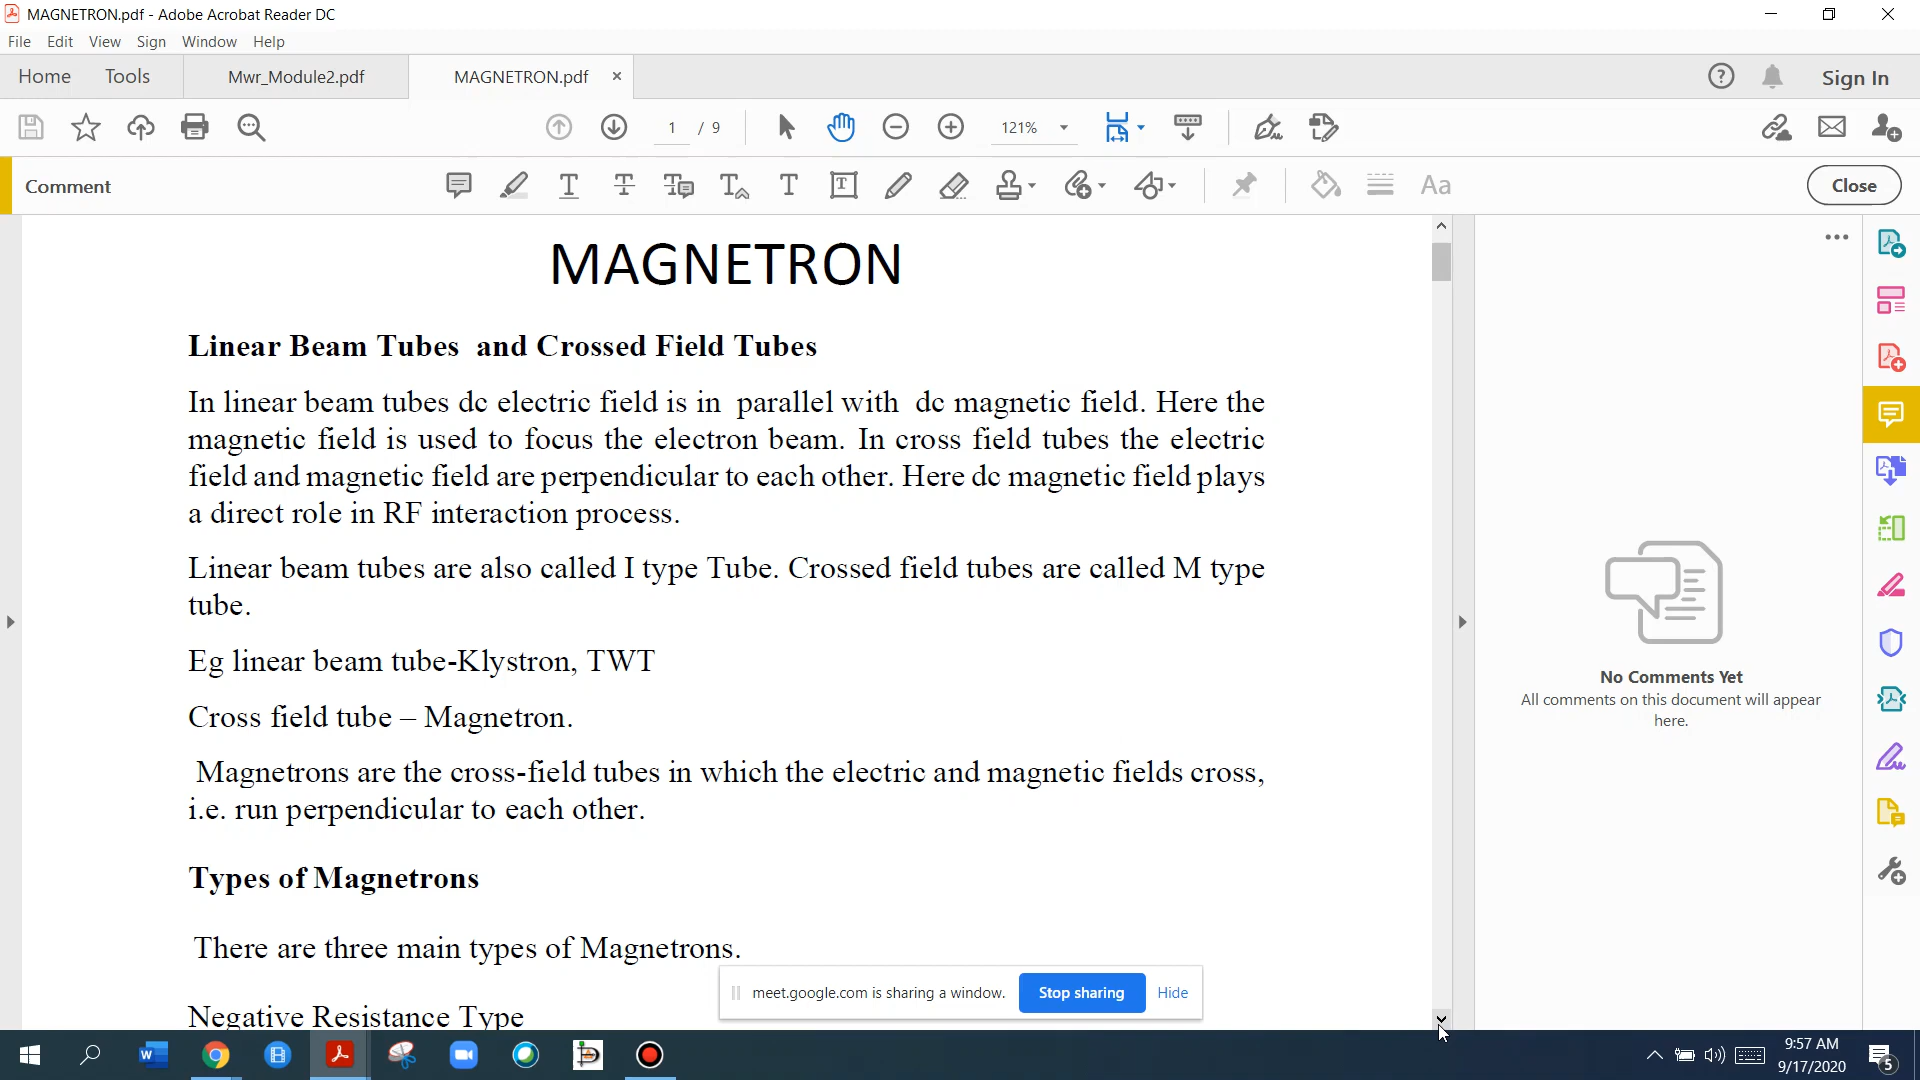 MAGNETRON.pdf - Adobe Acrobat Reader DC
File Edit View Sign Window Help
Home Tools Mwr_Module2.pdf MAGNETRON.pdf × Sign In
1 / 9 121%
Comment Close
MAGNETRON
Linear Beam Tubes and Crossed Field Tubes
In linear beam tubes dc electric field is in parallel with dc magnetic field. Here the
magnetic field is used to focus the electron beam. In cross field tubes the electric
field and magnetic field are perpendicular to each other. Here dc magnetic field plays
a direct role in RF interaction process.
Linear beam tubes are also called I type Tube. Crossed field tubes are called M type
tube.
Eg linear beam tube-Klystron, TWT
Cross field tube – Magnetron.
Magnetrons are the cross-field tubes in which the electric and magnetic fields cross,
i.e. run perpendicular to each other.
Types of Magnetrons
There are three main types of Magnetrons.
Negative Resistance Type
No Comments Yet
All comments on this document will appear
here.
meet.google.com is sharing a window. Stop sharing Hide
9:57 AM
9/17/2020
5